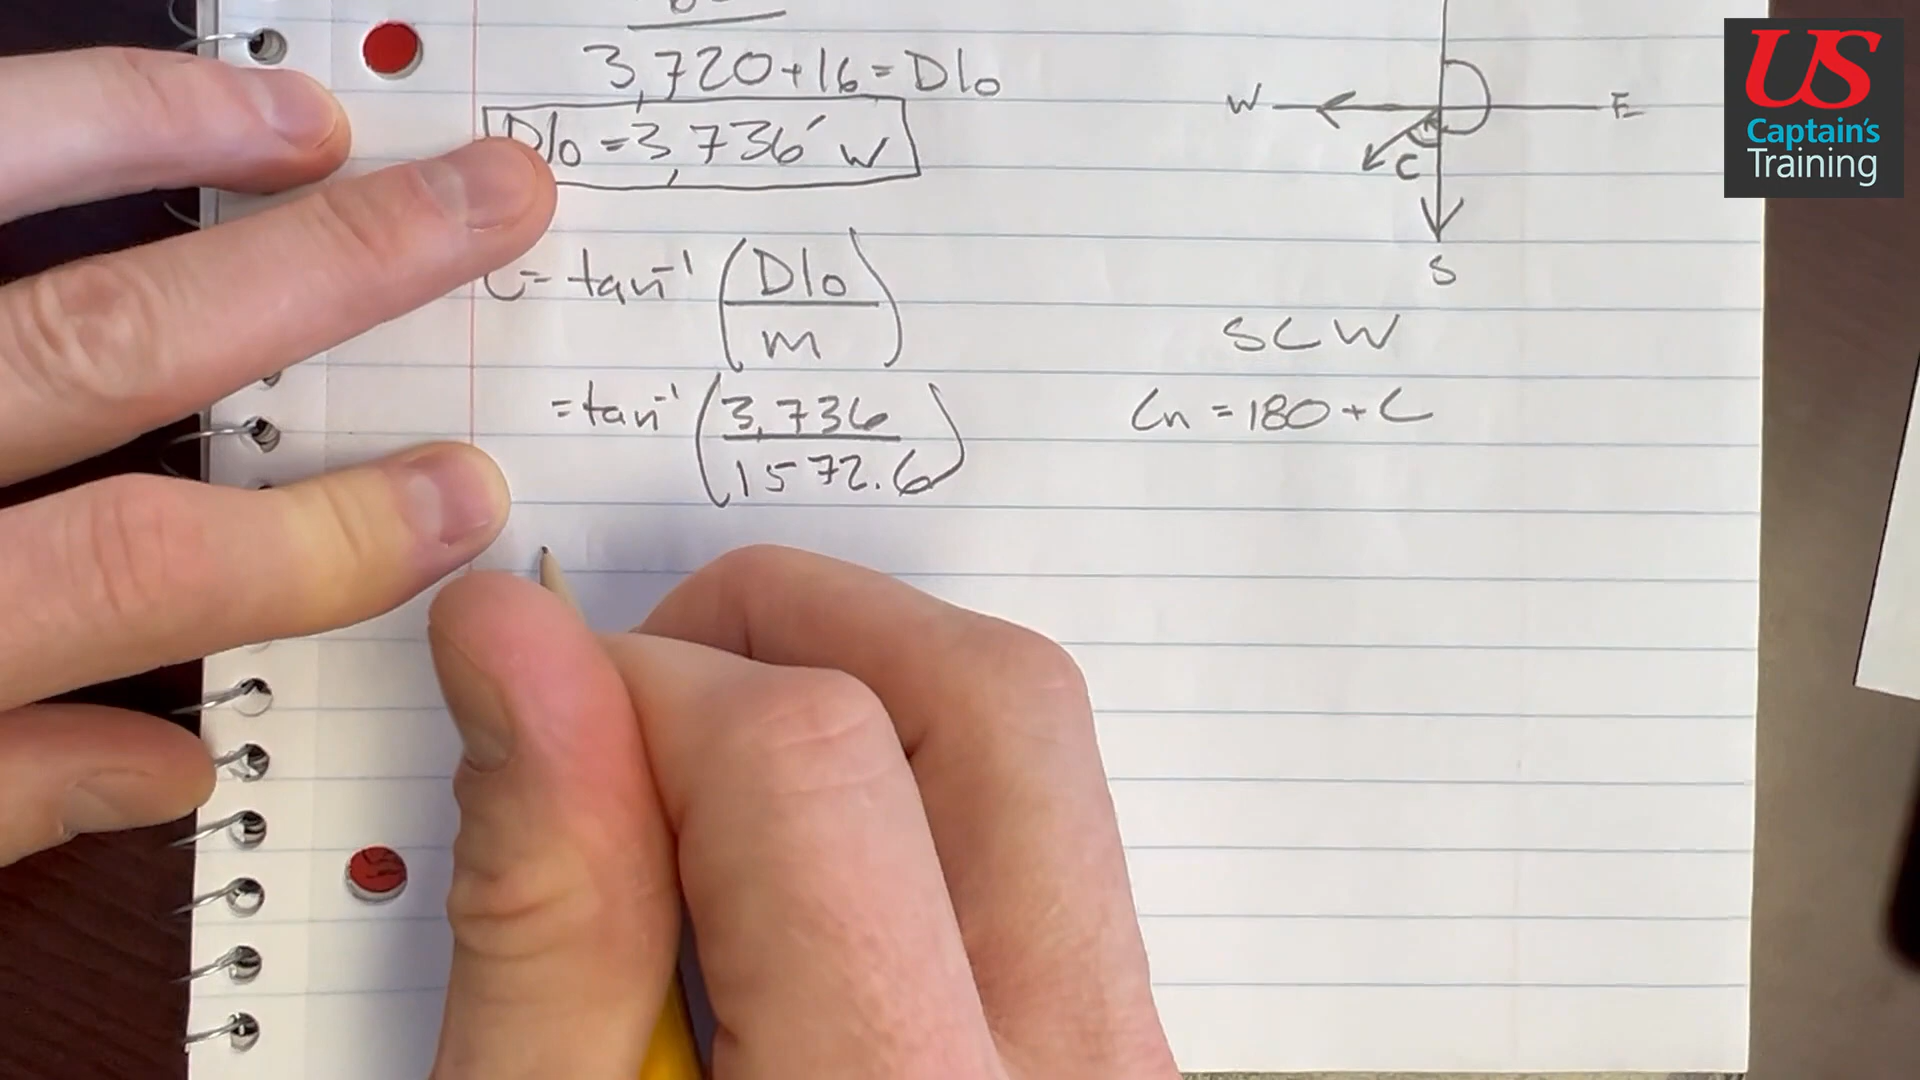 3,720+16=Dlo
Dlo=3,736' W
C= tan⁻¹ (Dlo/m)
=tan⁻¹ (3,736/1572.6)
W E
C
S
S C W
Cn =180+C
US
Captain's
Training